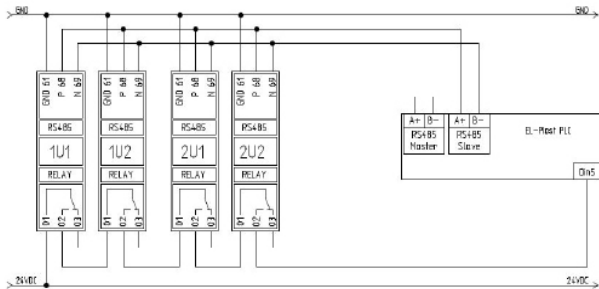 GND GND
GND 61 P 68 N 69 GND 61 P 68 N 69 GND 61 P 68 N 69 GND 61 P 68 N 69
RS485 RS485 RS485 RS485
1U1 1U2 2U1 2U2
RELAY RELAY RELAY RELAY
01 02 03 01 02 03 01 02 03 01 02 03
A+ B- A+ B-
RS485 RS485
Master Slave
EL-Piast PLC
Din5
24VDC 24VDC